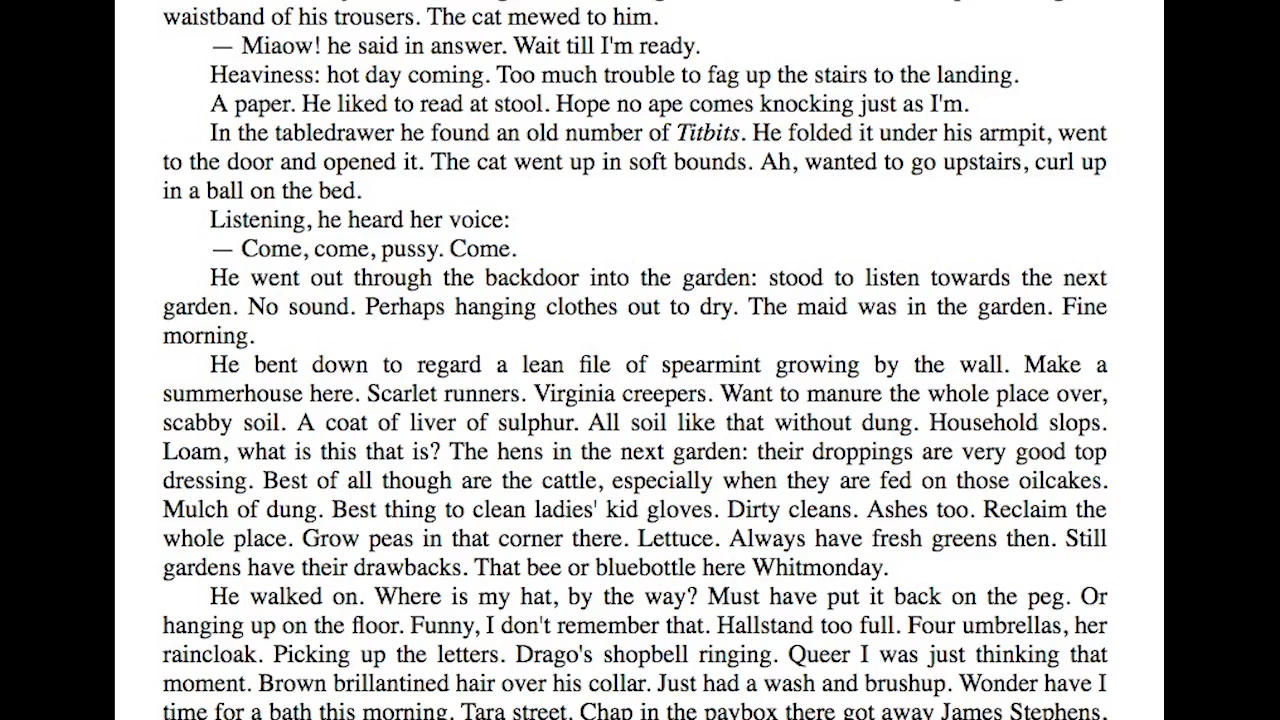 waistband of his trousers. The cat mewed to him.
— Miaow! he said in answer. Wait till I'm ready.
Heaviness: hot day coming. Too much trouble to fag up the stairs to the landing.
A paper. He liked to read at stool. Hope no ape comes knocking just as I'm.
In the tabledrawer he found an old number of Titbits. He folded it under his armpit, went
to the door and opened it. The cat went up in soft bounds. Ah, wanted to go upstairs, curl up
in a ball on the bed.
Listening, he heard her voice:
— Come, come, pussy. Come.
He went out through the backdoor into the garden: stood to listen towards the next
garden. No sound. Perhaps hanging clothes out to dry. The maid was in the garden. Fine
morning.
He bent down to regard a lean file of spearmint growing by the wall. Make a
summerhouse here. Scarlet runners. Virginia creepers. Want to manure the whole place over,
scabby soil. A coat of liver of sulphur. All soil like that without dung. Household slops.
Loam, what is this that is? The hens in the next garden: their droppings are very good top
dressing. Best of all though are the cattle, especially when they are fed on those oilcakes.
Mulch of dung. Best thing to clean ladies' kid gloves. Dirty cleans. Ashes too. Reclaim the
whole place. Grow peas in that corner there. Lettuce. Always have fresh greens then. Still
gardens have their drawbacks. That bee or bluebottle here Whitmonday.
He walked on. Where is my hat, by the way? Must have put it back on the peg. Or
hanging up on the floor. Funny, I don't remember that. Hallstand too full. Four umbrellas, her
raincloak. Picking up the letters. Drago's shopbell ringing. Queer I was just thinking that
moment. Brown brillantined hair over his collar. Just had a wash and brushup. Wonder have I
time for a bath this morning. Tara street. Chap in the paybox there got away James Stephens,